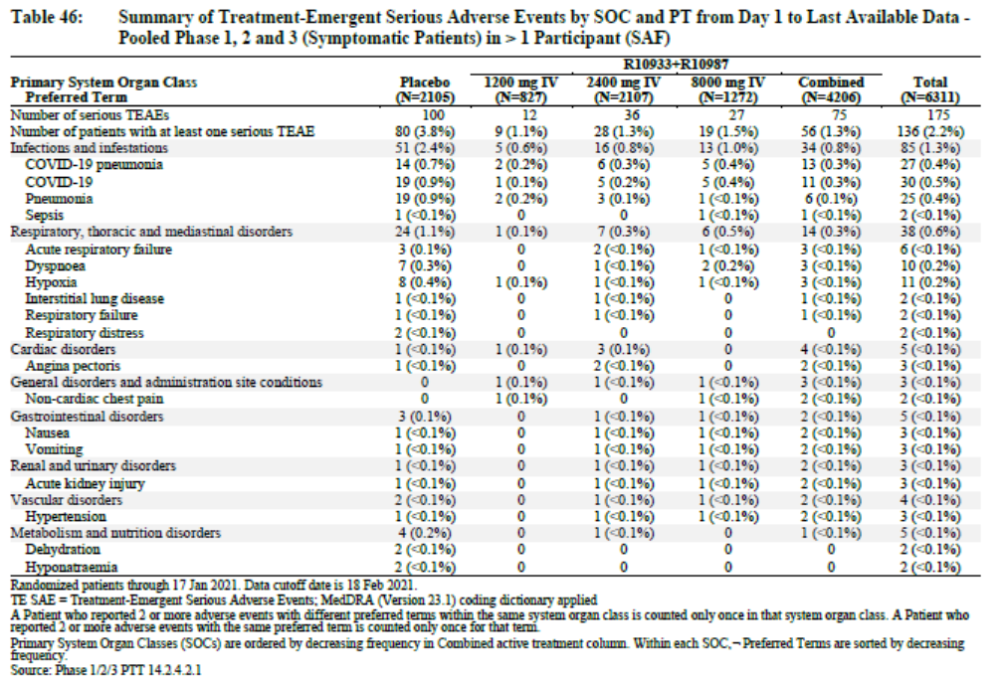 Table 46: Summary of Treatment-Emergent Serious Adverse Events by SOC and PT from Day 1 to Last Available Data -
Pooled Phase 1, 2 and 3 (Symptomatic Patients) in > 1 Participant (SAF)
R10933+R10987
Primary System Organ Class Placebo 1200 mg IV 2400 mg IV 8000 mg IV Combined Total
Preferred Term (N=2105) (N=827) (N=2107) (N=1272) (N=4206) (N=6311)
Number of serious TEAEs 100 12 36 27 75 175
Number of patients with at least one serious TEAE 80 (3.8%) 9 (1.1%) 28 (1.3%) 19 (1.5%) 56 (1.3%) 136 (2.2%)
Infections and infestations 51 (2.4%) 5 (0.6%) 16 (0.8%) 13 (1.0%) 34 (0.8%) 85 (1.3%)
COVID-19 pneumonia 14 (0.7%) 2 (0.2%) 6 (0.3%) 5 (0.4%) 13 (0.3%) 27 (0.4%)
COVID-19 19 (0.9%) 1 (0.1%) 5 (0.2%) 5 (0.4%) 11 (0.3%) 30 (0.5%)
Pneumonia 19 (0.9%) 2 (0.2%) 3 (0.1%) 1 (<0.1%) 6 (0.1%) 25 (0.4%)
Sepsis 1 (<0.1%) 0 0 1 (<0.1%) 1 (<0.1%) 2 (<0.1%)
Respiratory, thoracic and mediastinal disorders 24 (1.1%) 1 (0.1%) 7 (0.3%) 6 (0.5%) 14 (0.3%) 38 (0.6%)
Acute respiratory failure 3 (0.1%) 0 2 (<0.1%) 1 (<0.1%) 3 (<0.1%) 6 (<0.1%)
Dyspnoea 7 (0.3%) 0 1 (<0.1%) 2 (0.2%) 3 (<0.1%) 10 (0.2%)
Hypoxia 8 (0.4%) 1 (0.1%) 1 (<0.1%) 1 (<0.1%) 3 (<0.1%) 11 (0.2%)
Interstitial lung disease 1 (<0.1%) 0 1 (<0.1%) 0 1 (<0.1%) 2 (<0.1%)
Respiratory failure 1 (<0.1%) 0 1 (<0.1%) 0 1 (<0.1%) 2 (<0.1%)
Respiratory distress 2 (<0.1%) 0 0 0 0 2 (<0.1%)
Cardiac disorders 1 (<0.1%) 1 (0.1%) 3 (0.1%) 0 4 (<0.1%) 5 (<0.1%)
Angina pectoris 1 (<0.1%) 0 2 (<0.1%) 0 2 (<0.1%) 3 (<0.1%)
General disorders and administration site conditions 0 1 (0.1%) 1 (<0.1%) 1 (<0.1%) 3 (<0.1%) 3 (<0.1%)
Non-cardiac chest pain 0 1 (0.1%) 0 1 (<0.1%) 2 (<0.1%) 2 (<0.1%)
Gastrointestinal disorders 3 (0.1%) 0 1 (<0.1%) 1 (<0.1%) 2 (<0.1%) 5 (<0.1%)
Nausea 1 (<0.1%) 0 1 (<0.1%) 1 (<0.1%) 2 (<0.1%) 3 (<0.1%)
Vomiting 1 (<0.1%) 0 1 (<0.1%) 1 (<0.1%) 2 (<0.1%) 3 (<0.1%)
Renal and urinary disorders 1 (<0.1%) 0 1 (<0.1%) 1 (<0.1%) 2 (<0.1%) 3 (<0.1%)
Acute kidney injury 1 (<0.1%) 0 1 (<0.1%) 1 (<0.1%) 2 (<0.1%) 3 (<0.1%)
Vascular disorders 2 (<0.1%) 0 1 (<0.1%) 1 (<0.1%) 2 (<0.1%) 4 (<0.1%)
Hypertension 1 (<0.1%) 0 1 (<0.1%) 1 (<0.1%) 2 (<0.1%) 3 (<0.1%)
Metabolism and nutrition disorders 4 (0.2%) 0 1 (<0.1%) 0 1 (<0.1%) 5 (<0.1%)
Dehydration 2 (<0.1%) 0 0 0 0 2 (<0.1%)
Hyponatraemia 2 (<0.1%) 0 0 0 0 2 (<0.1%)
Randomized patients through 17 Jan 2021. Data cutoff date is 18 Feb 2021.
TE SAE = Treatment-Emergent Serious Adverse Events; MedDRA (Version 23.1) coding dictionary applied
A Patient who reported 2 or more adverse events with different preferred terms within the same system organ class is counted only once in that system organ class. A Patient who
reported 2 or more adverse events with the same preferred term is counted only once for that term.
Primary System Organ Classes (SOCs) are ordered by decreasing frequency in Combined active treatment column. Within each SOC,¬ Preferred Terms are sorted by decreasing
frequency.
Source: Phase 1/2/3 PTT 14.2.4.2.1